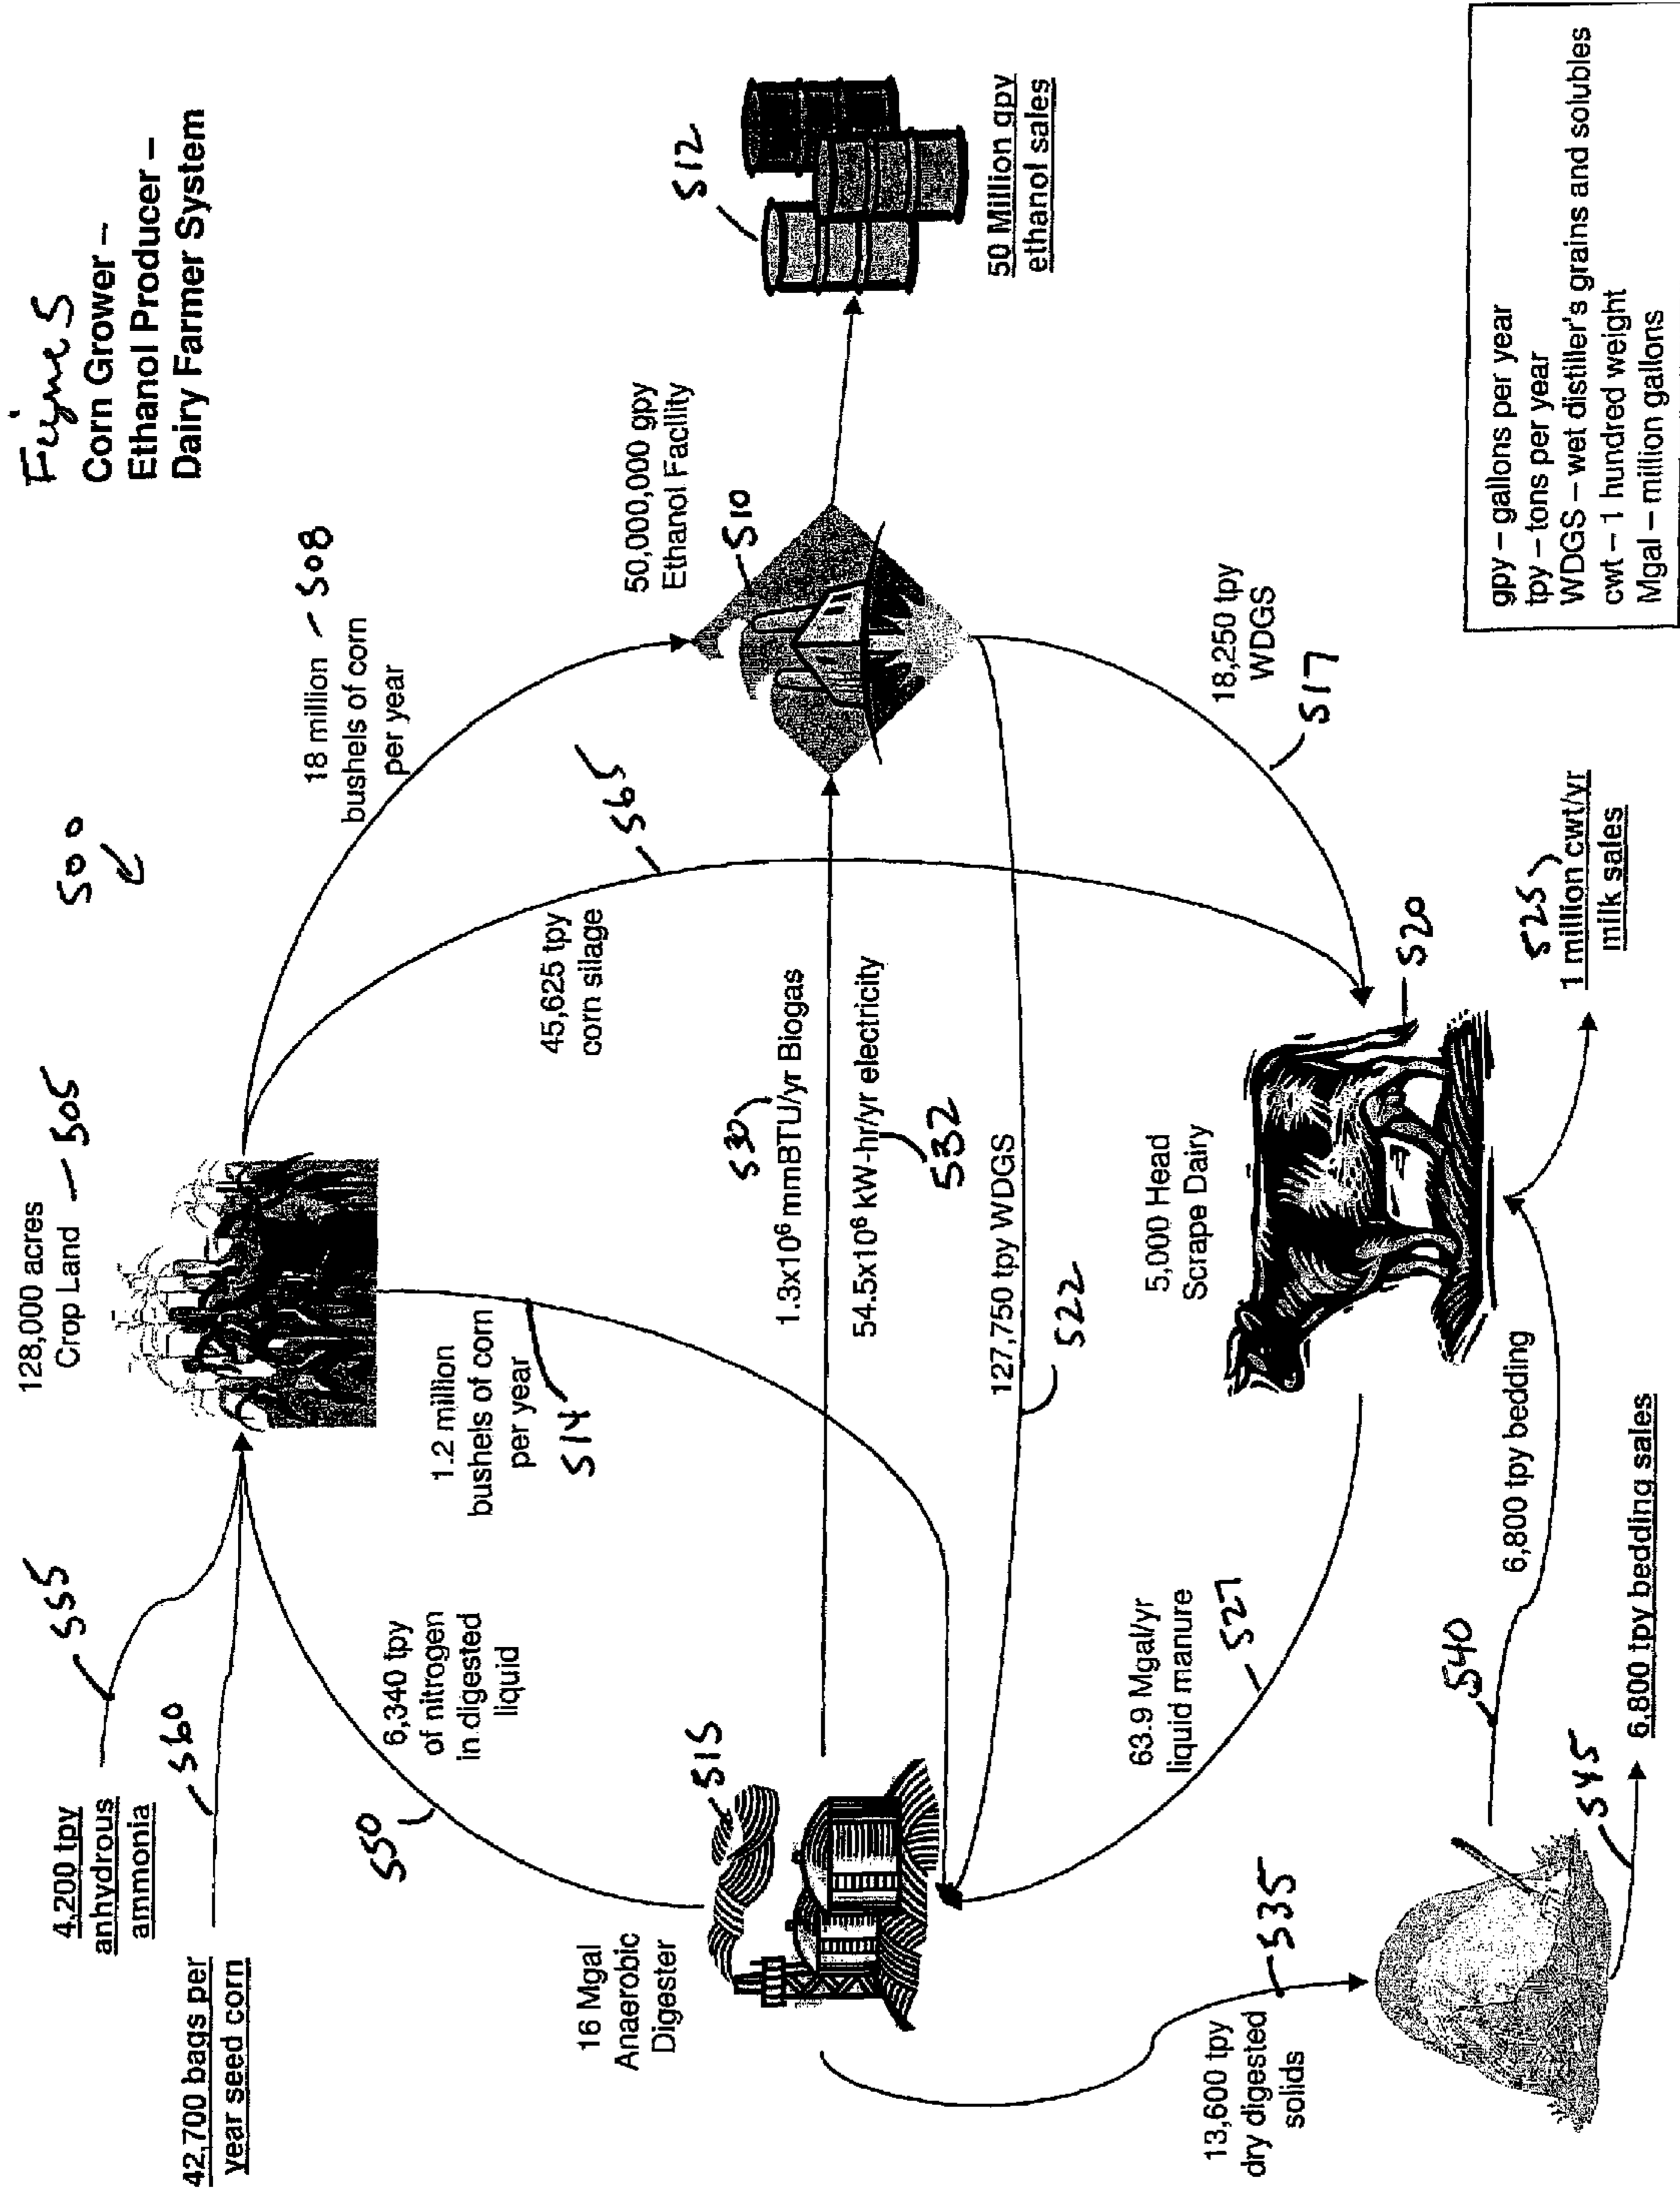 Figure 5
Corn Grower –
Ethanol Producer –
Dairy Farmer System
500
128,000 acres
Crop Land
505
18 million
bushels of corn
per year
508
45,625 tpy
corn silage
565
4,200 tpy
anhydrous
ammonia
555
42,700 bags per
year seed corn
560
6,340 tpy
of nitrogen
in digested
liquid
550
1.2 million
bushels of corn
per year
514
50,000,000 gpy
Ethanol Facility
510
512
50 Million gpy
ethanol sales
16 Mgal
Anaerobic
Digester
515
530
1.3x10⁶ mmBTU/yr Biogas
54.5x10⁶ kW-hr/yr electricity
532
127,750 tpy WDGS
522
18,250 tpy
WDGS
517
5,000 Head
Scrape Dairy
520
525
1 million cwt/yr
milk sales
63.9 Mgal/yr
liquid manure
527
13,600 tpy
dry digested
solids
535
540
6,800 tpy bedding
545
6,800 tpy bedding sales
gpy – gallons per year
tpy – tons per year
WDGS – wet distiller's grains and solubles
cwt – 1 hundred weight
Mgal – million gallons